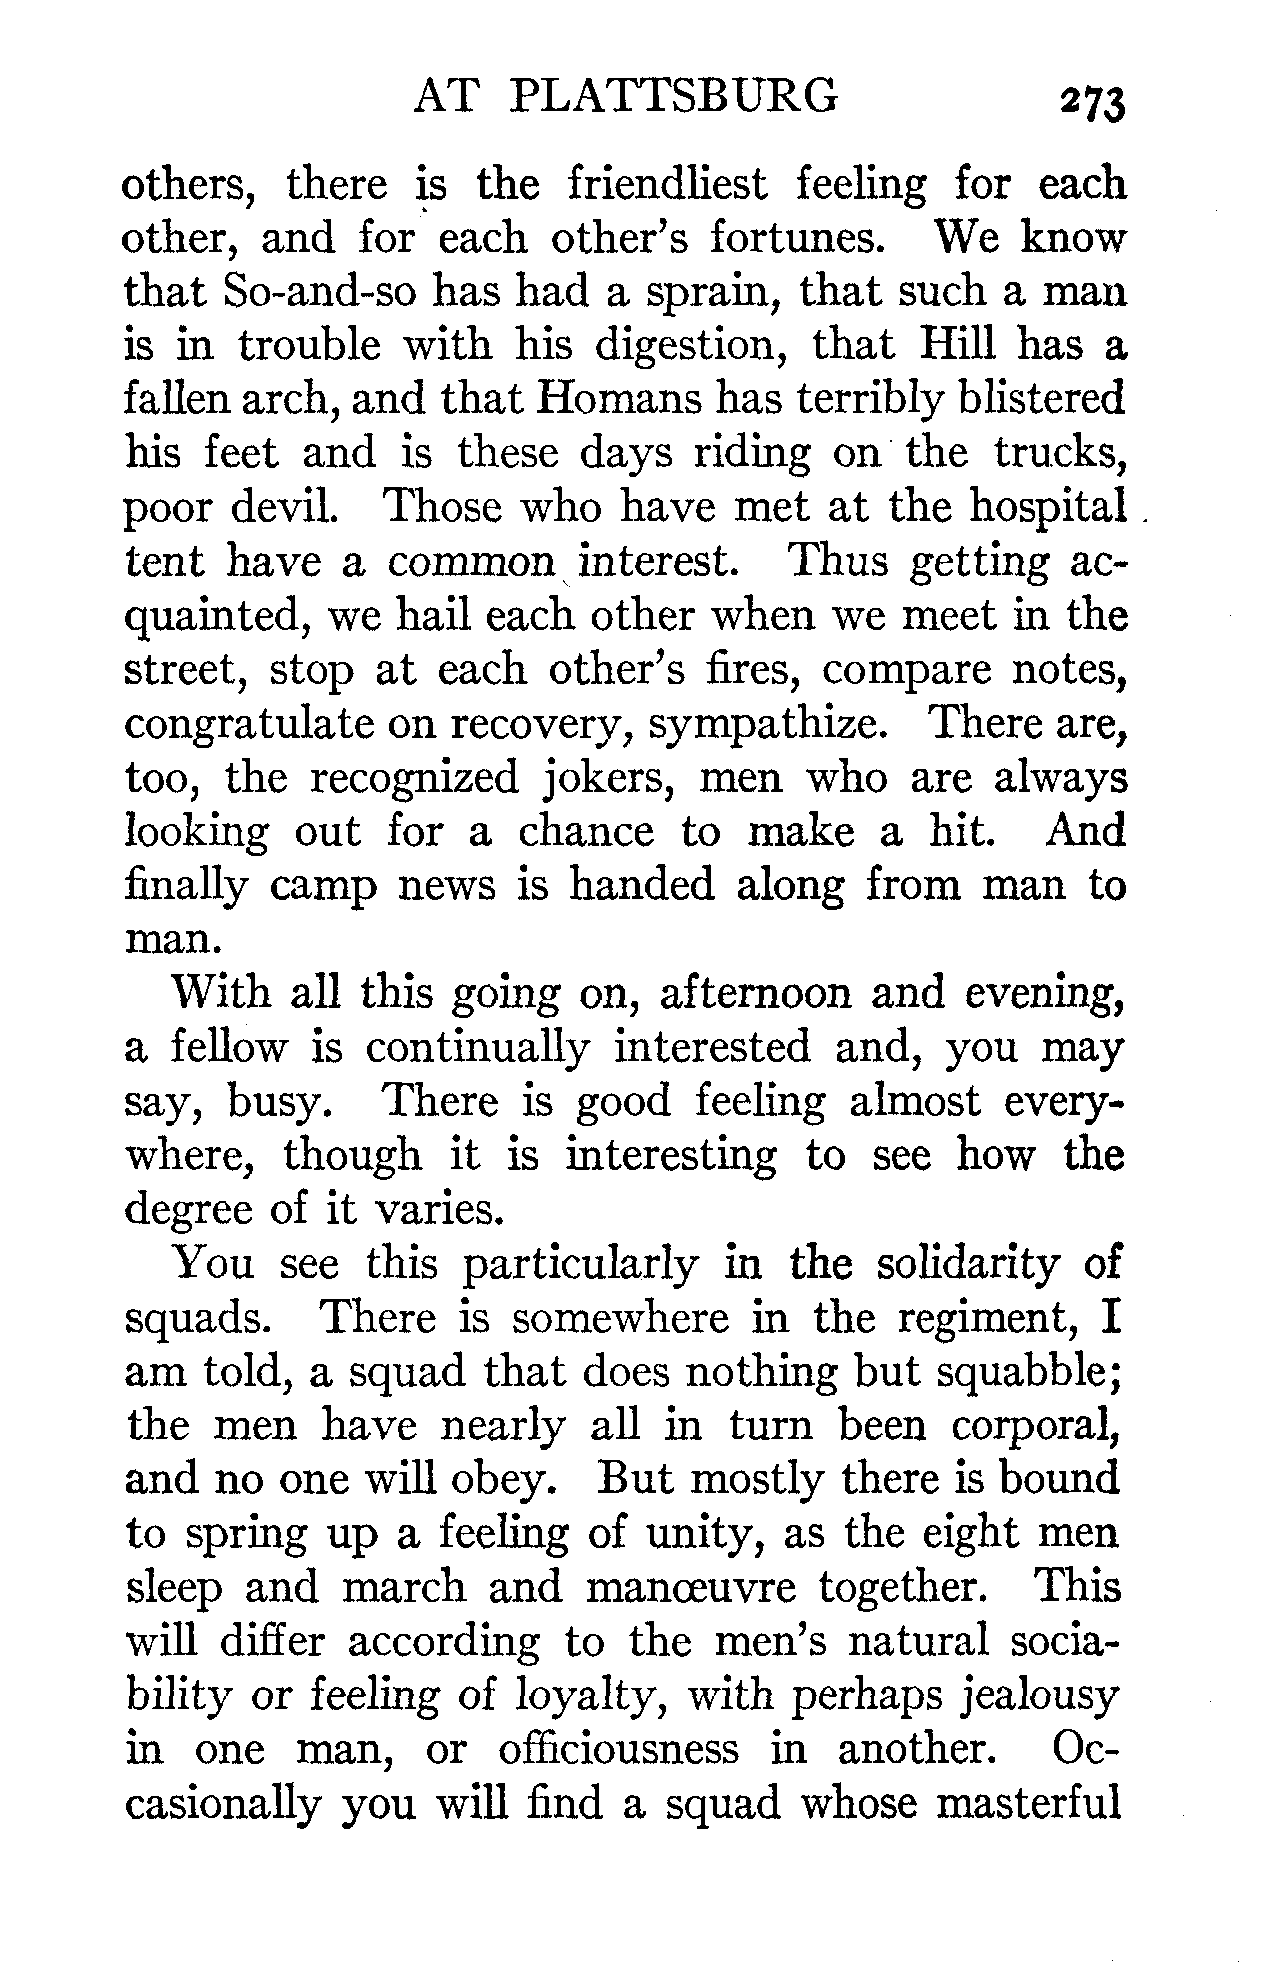 AT PLATTSBURG 273
others, there is the friendliest feeling for each
other, and for each other's fortunes. We know
that So-and-so has had a sprain, that such a man
is in trouble with his digestion, that Hill has a
fallen arch, and that Homans has terribly blistered
his feet and is these days riding on the trucks,
poor devil. Those who have met at the hospital
tent have a common interest. Thus getting ac-
quainted, we hail each other when we meet in the
street, stop at each other's fires, compare notes,
congratulate on recovery, sympathize. There are,
too, the recognized jokers, men who are always
looking out for a chance to make a hit. And
finally camp news is handed along from man to
man.
With all this going on, afternoon and evening,
a fellow is continually interested and, you may
say, busy. There is good feeling almost every-
where, though it is interesting to see how the
degree of it varies.
You see this particularly in the solidarity of
squads. There is somewhere in the regiment, I
am told, a squad that does nothing but squabble;
the men have nearly all in turn been corporal,
and no one will obey. But mostly there is bound
to spring up a feeling of unity, as the eight men
sleep and march and manœuvre together. This
will differ according to the men's natural socia-
bility or feeling of loyalty, with perhaps jealousy
in one man, or officiousness in another. Oc-
casionally you will find a squad whose masterful